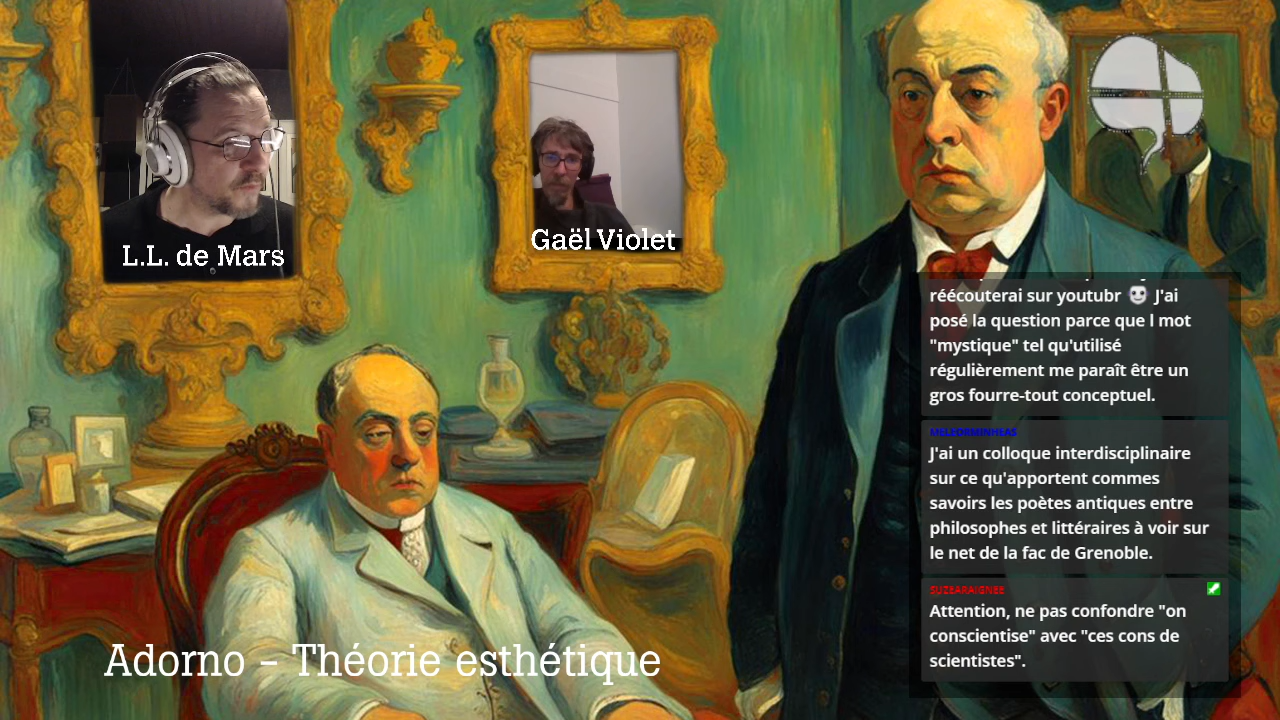 L.L. de Mars
Gaël Violet
réécouterai sur youtubr J'ai
posé la question parce que l mot
"mystique" tel qu'utilisé
régulièrement me paraît être un
gros fourre-tout conceptuel.
MELEORMINHEAS
J'ai un colloque interdisciplinaire
sur ce qu'apportent commes
savoirs les poètes antiques entre
philosophes et littéraires à voir sur
le net de la fac de Grenoble.
SUZEARAIGNEE
Attention, ne pas confondre "on
conscientise" avec "ces cons de
scientistes".
Adorno – Théorie esthétique